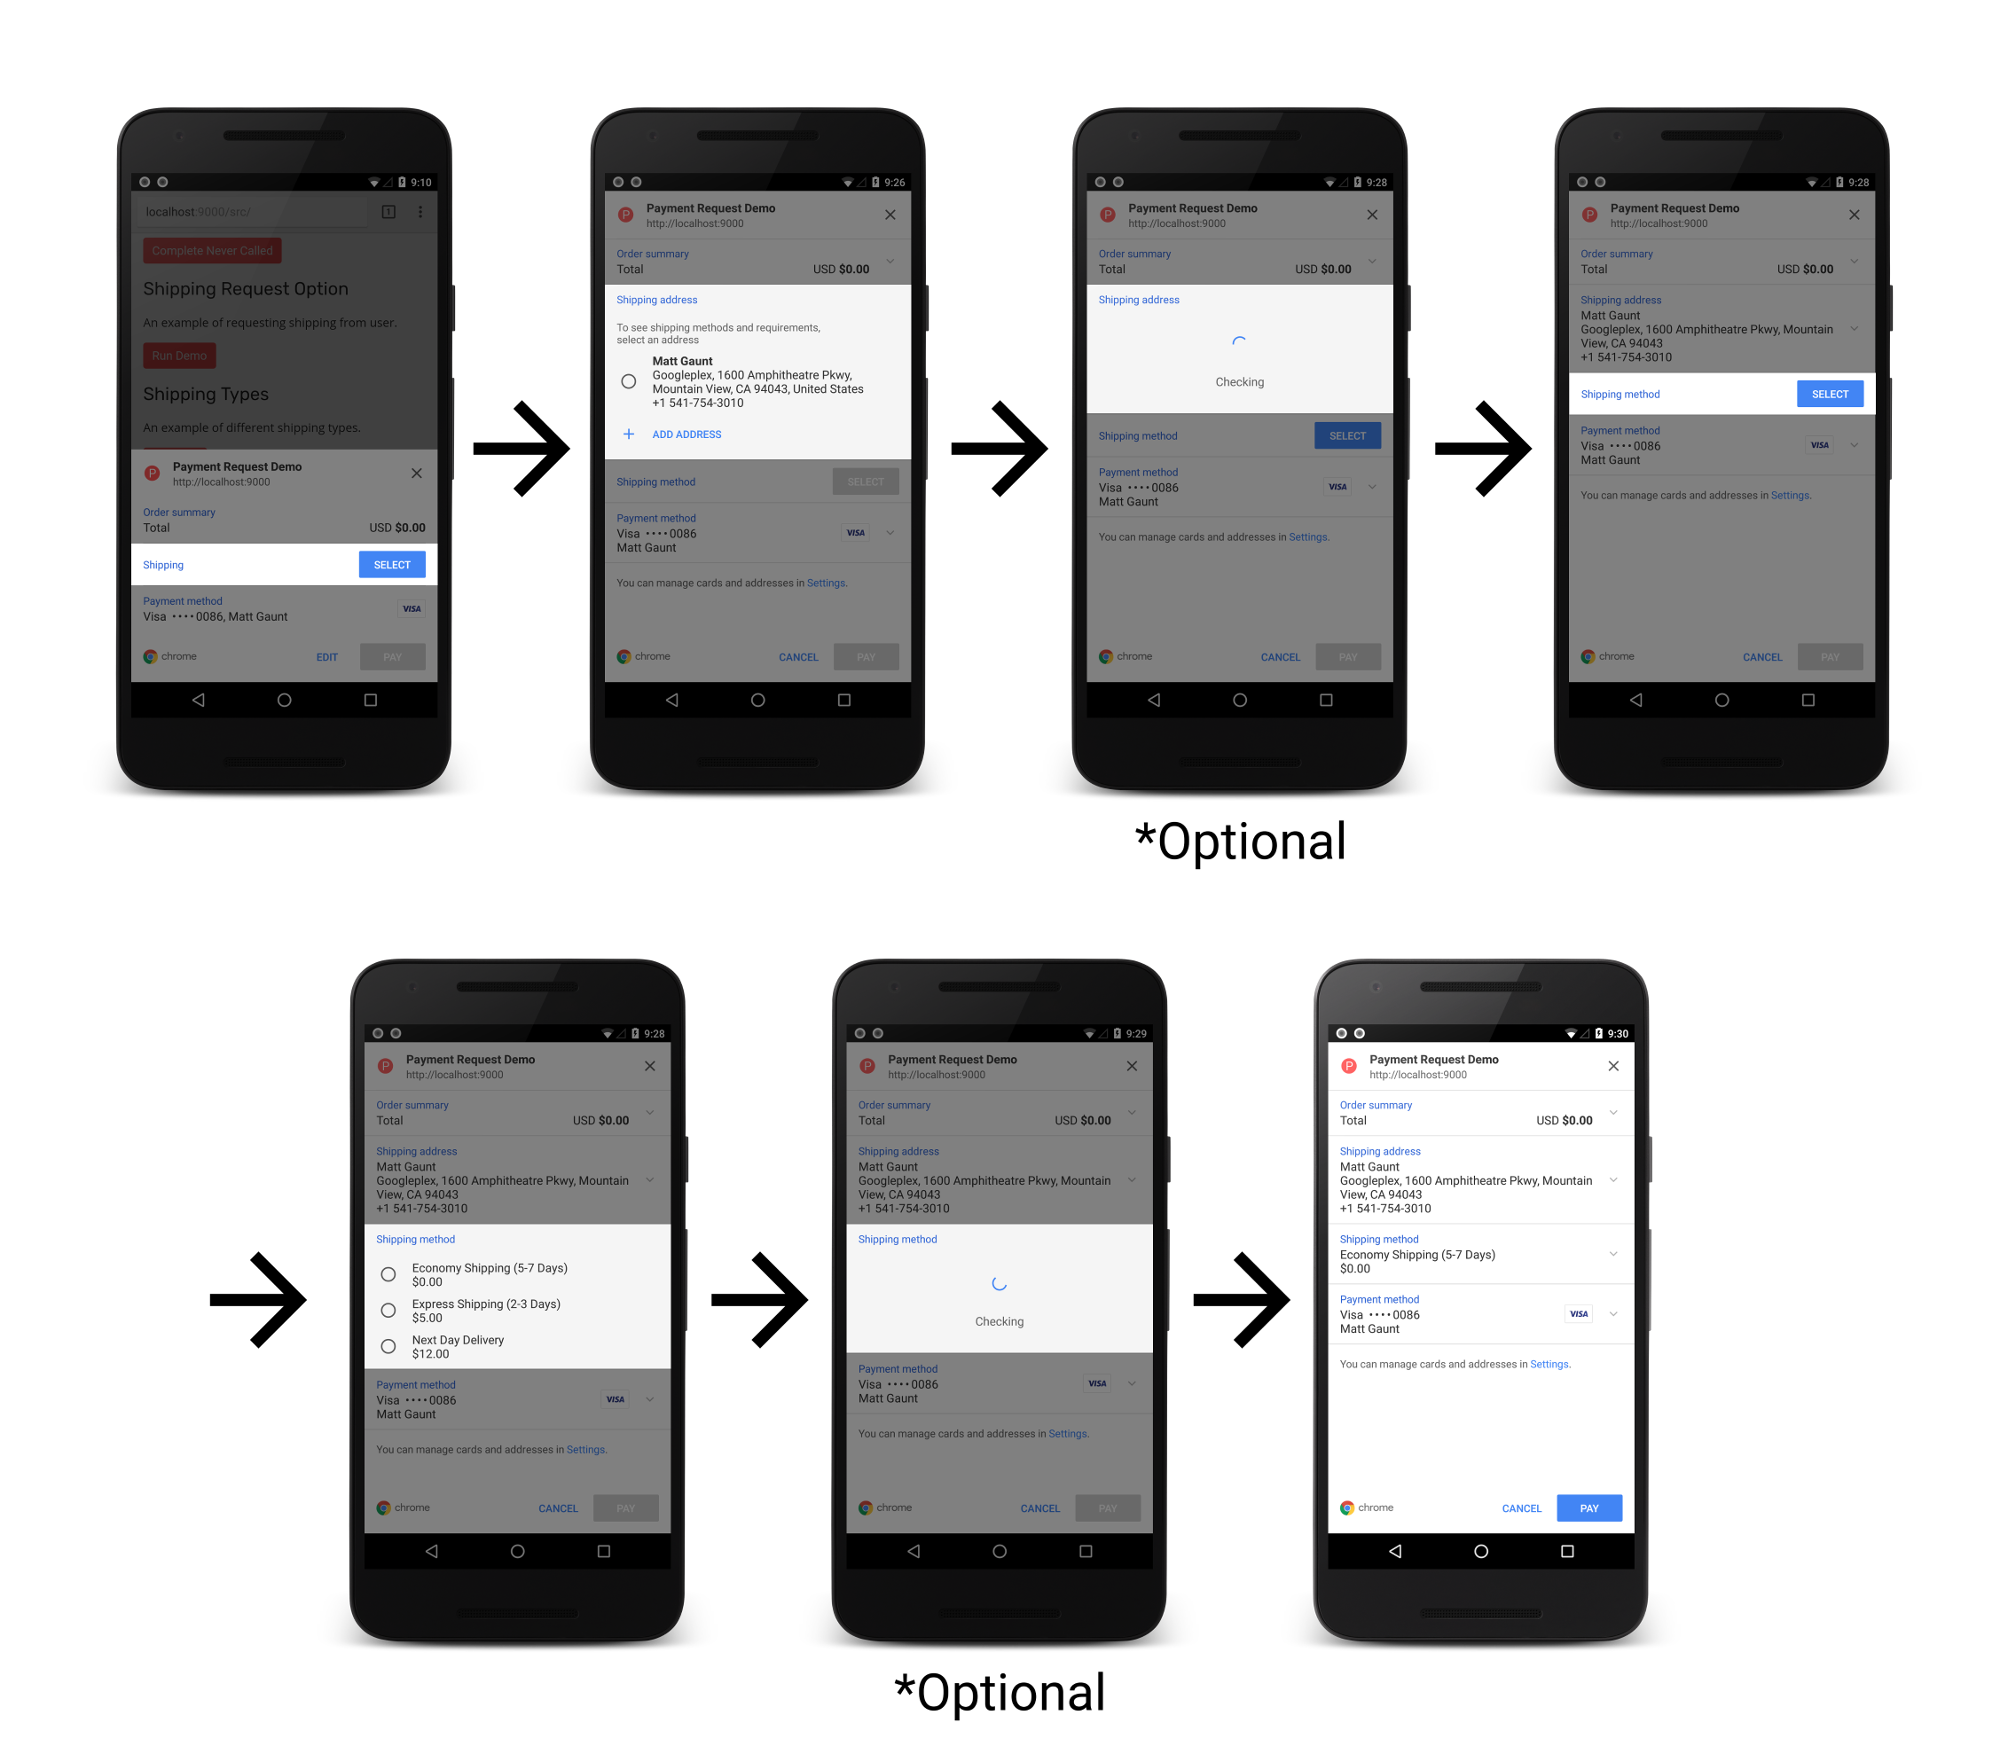 9:10
localhost:9000/src/
1
Complete Never Called
Shipping Request Option
An example of requesting shipping from user.
Run Demo
Shipping Types
An example of different shipping types.
P
Payment Request Demo
http://localhost:9000
Order summary
Total USD $0.00
Shipping SELECT
Payment method
Visa ····0086, Matt Gaunt VISA
chrome EDIT PAY
9:26
P
Payment Request Demo
http://localhost:9000
Order summary
Total USD $0.00
Shipping address
To see shipping methods and requirements,
select an address
Matt Gaunt
Googleplex, 1600 Amphitheatre Pkwy,
Mountain View, CA 94043, United States
+1 541-754-3010
+ ADD ADDRESS
Shipping method SELECT
Payment method
Visa ····0086 VISA
Matt Gaunt
You can manage cards and addresses in Settings.
chrome CANCEL PAY
9:28
P
Payment Request Demo
http://localhost:9000
Order summary
Total USD $0.00
Shipping address
Checking
Shipping method SELECT
Payment method
Visa ····0086 VISA
Matt Gaunt
You can manage cards and addresses in Settings.
chrome CANCEL PAY
*Optional
9:28
P
Payment Request Demo
http://localhost:9000
Order summary
Total USD $0.00
Shipping address
Matt Gaunt
Googleplex, 1600 Amphitheatre Pkwy, Mountain
View, CA 94043
+1 541-754-3010
Shipping method SELECT
Payment method
Visa ····0086 VISA
Matt Gaunt
You can manage cards and addresses in Settings.
chrome CANCEL PAY
9:28
P
Payment Request Demo
http://localhost:9000
Order summary
Total USD $0.00
Shipping address
Matt Gaunt
Googleplex, 1600 Amphitheatre Pkwy, Mountain
View, CA 94043
+1 541-754-3010
Shipping method
Economy Shipping (5-7 Days)
$0.00
Express Shipping (2-3 Days)
$5.00
Next Day Delivery
$12.00
Payment method
Visa ····0086 VISA
Matt Gaunt
You can manage cards and addresses in Settings.
chrome CANCEL PAY
9:29
P
Payment Request Demo
http://localhost:9000
Order summary
Total USD $0.00
Shipping address
Matt Gaunt
Googleplex, 1600 Amphitheatre Pkwy, Mountain
View, CA 94043
+1 541-754-3010
Shipping method
Checking
Payment method
Visa ····0086 VISA
Matt Gaunt
You can manage cards and addresses in Settings.
chrome CANCEL PAY
*Optional
9:30
P
Payment Request Demo
http://localhost:9000
Order summary
Total USD $0.00
Shipping address
Matt Gaunt
Googleplex, 1600 Amphitheatre Pkwy, Mountain
View, CA 94043
+1 541-754-3010
Shipping method
Economy Shipping (5-7 Days)
$0.00
Payment method
Visa ····0086 VISA
Matt Gaunt
You can manage cards and addresses in Settings.
chrome CANCEL PAY